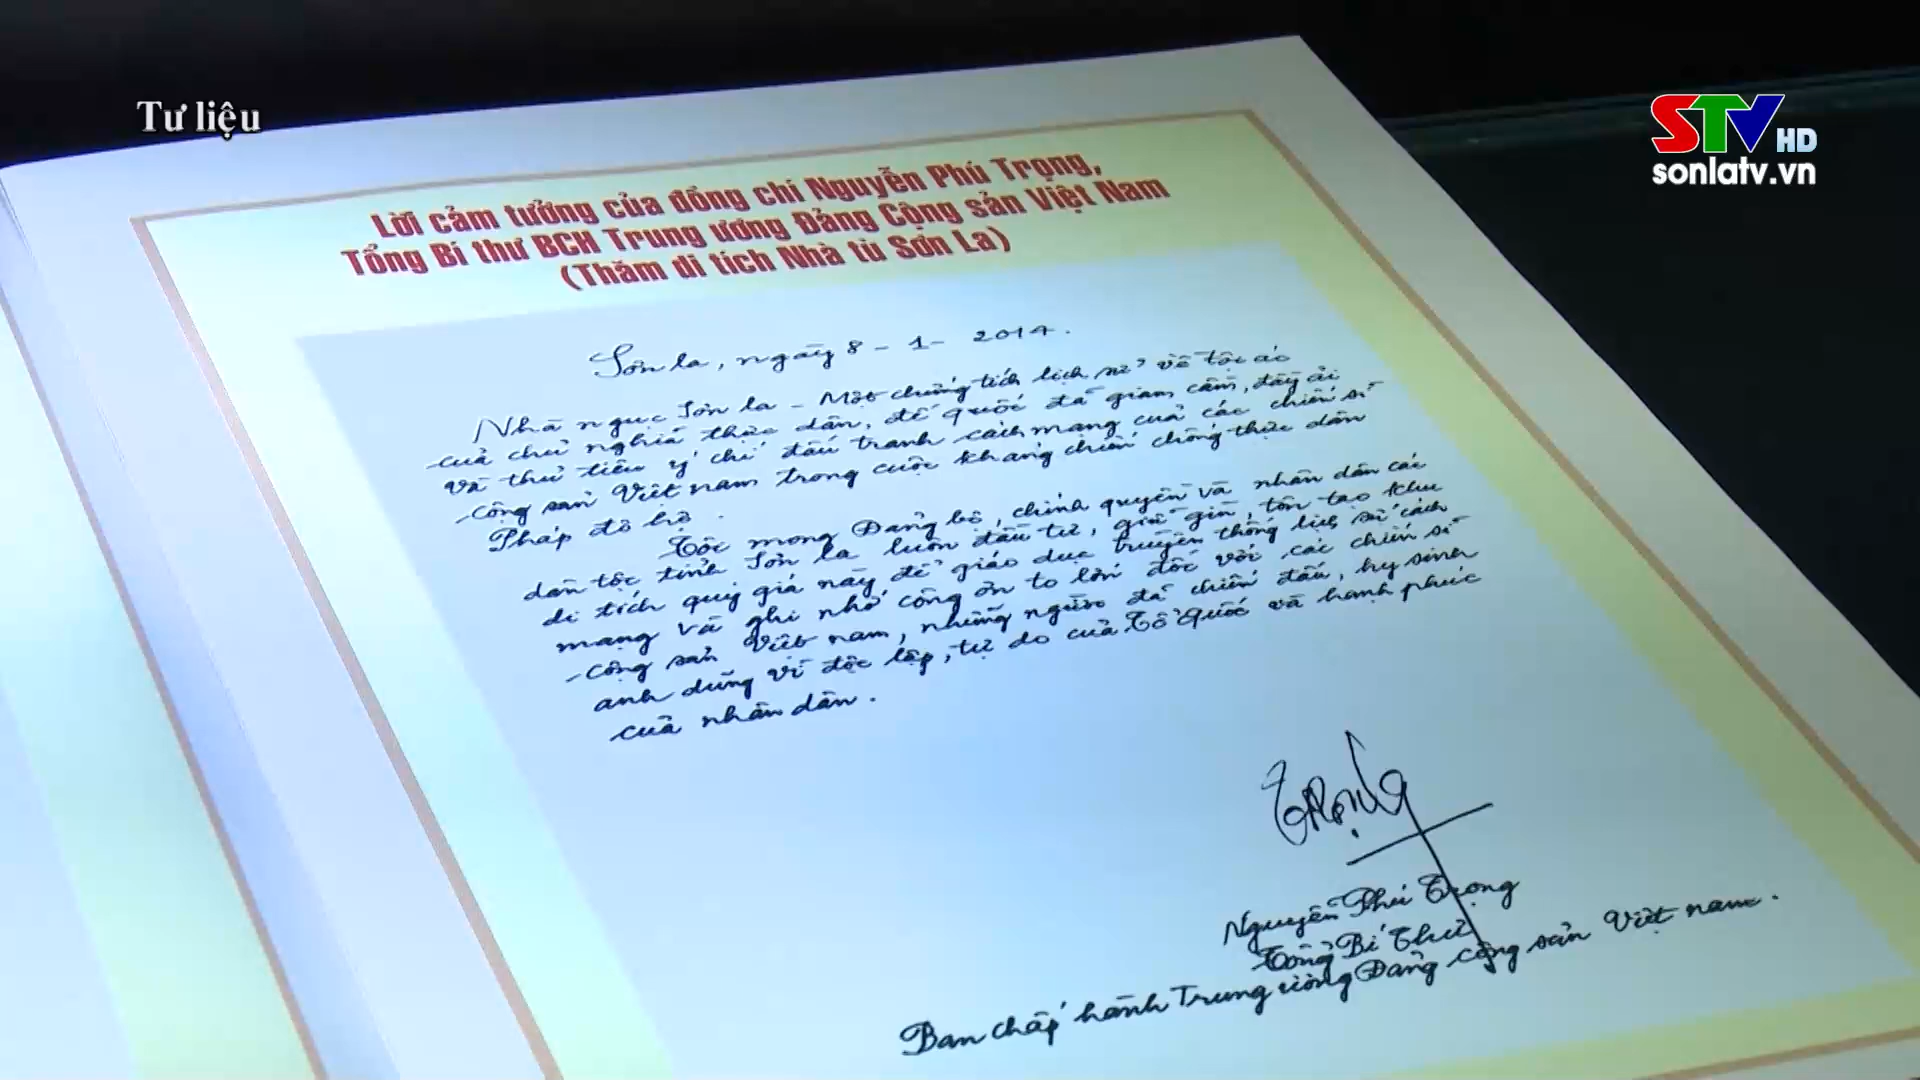 Tư liệu
STV HD
sonlatv.vn
Lời cảm tưởng của đồng chí Nguyễn Phú Trọng,
Tổng Bí thư BCH Trung ương Đảng Cộng sản Việt Nam
(Thăm di tích Nhà tù Sơn La)
Sơn la, ngày 8 - 1 - 2014.
Nhà ngục Sơn la - Một chứng tích lịch sử về tội ác
của chủ nghĩa thực dân, đế quốc đã giam cầm, đầy ải
và thủ tiêu ý chí đấu tranh cách mạng của các chiến sĩ
cộng sản Việt nam trong cuộc kháng chiến chống thực dân
Pháp đô hộ.
Tôi mong Đảng bộ, chính quyền và nhân dân các
dân tộc tỉnh Sơn la luôn đầu tư, giữ gìn, tôn tạo khu
di tích quý giá này để giáo dục truyền thống lịch sử cách
mạng và ghi nhớ công ơn to lớn đối với các chiến sĩ
cộng sản Việt nam, những người đã chiến đấu, hy sinh
anh dũng vì độc lập, tự do của Tổ Quốc và hạnh phúc
của nhân dân.
Trọng
Nguyễn Phú Trọng
Tổng Bí Thư
Ban chấp hành Trung ương Đảng cộng sản Việt nam.